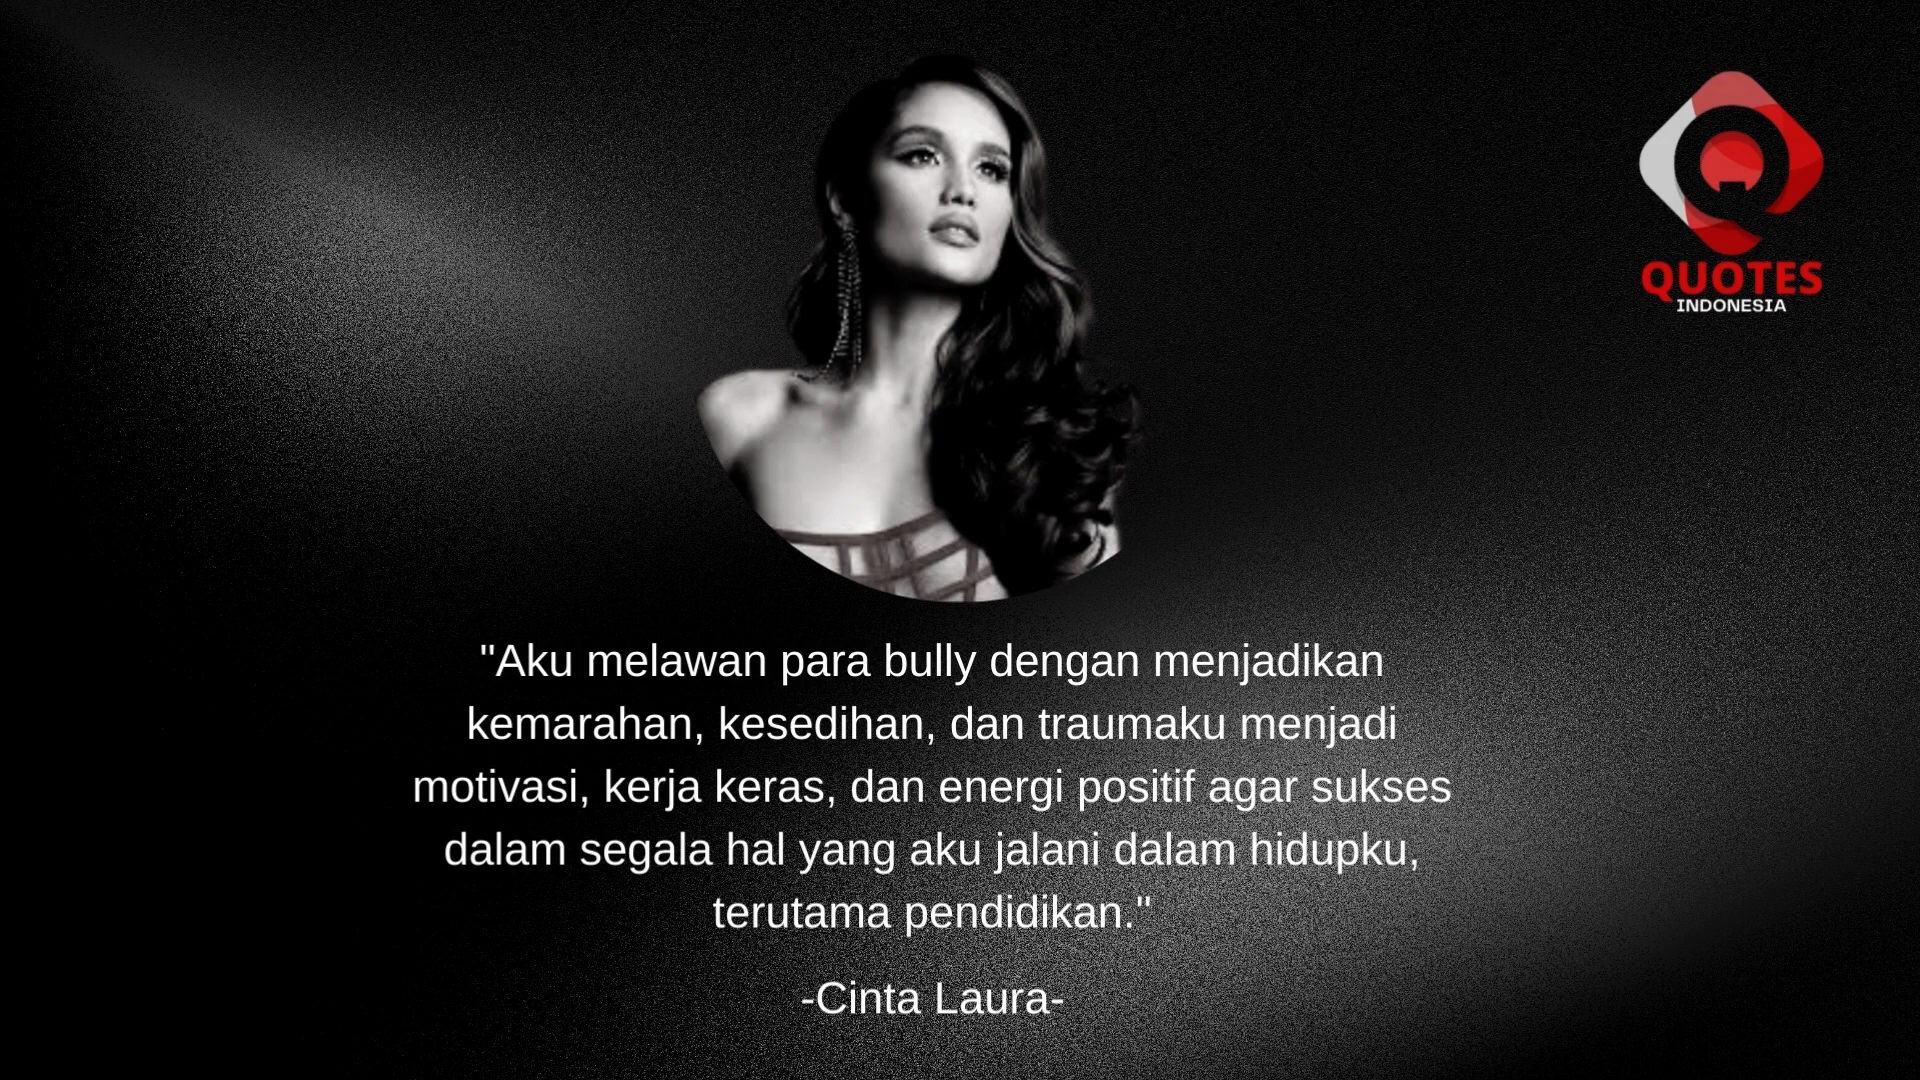 QUOTES
INDONESIA
"Aku melawan para bully dengan menjadikan
kemarahan, kesedihan, dan traumaku menjadi
motivasi, kerja keras, dan energi positif agar sukses
dalam segala hal yang aku jalani dalam hidupku,
terutama pendidikan."
-Cinta Laura-